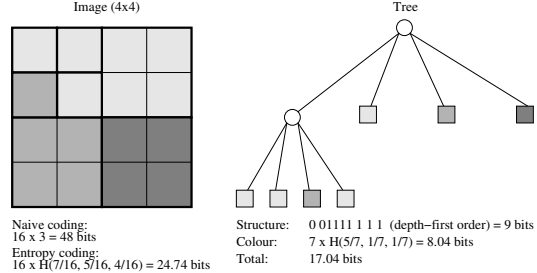 Image (4x4)
Tree
Naive coding:
16 x 3 = 48 bits
Entropy coding:
16 x H(7/16, 5/16, 4/16) = 24.74 bits
Structure: 0 01111 1 1 1 (depth−first order) = 9 bits
Colour: 7 x H(5/7, 1/7, 1/7) = 8.04 bits
Total: 17.04 bits